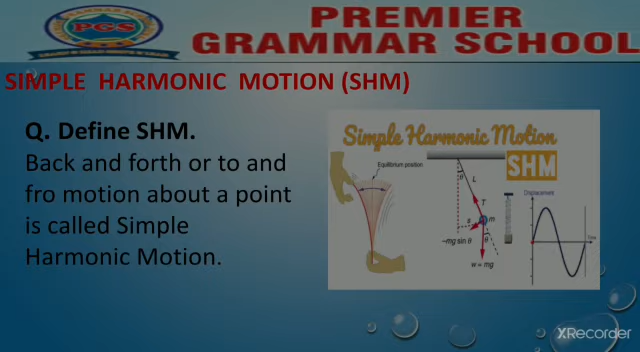 PGS
PREMIER
GRAMMAR SCHOOL
SIMPLE HARMONIC MOTION (SHM)
Q. Define SHM.
Back and forth or to and
fro motion about a point
is called Simple
Harmonic Motion.
Simple Harmonic Motion
SHM
Equilibrium position
θ
L
T
s
m
-mg sin θ
θ
w = mg
Displacement
Time
XRecorder